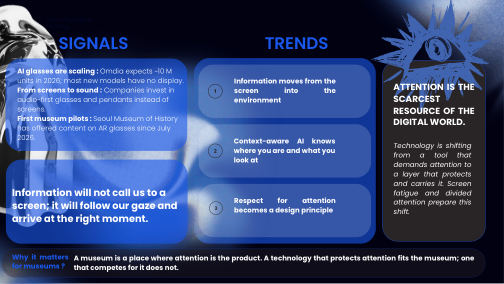 SIGNALS
AI glasses are scaling : Omdia expects ~10 M
units in 2026; most new models have no display.
From screens to sound : Companies invest in
audio-first glasses and pendants instead of
screens.
First museum pilots : Seoul Museum of History
has offered content on AR glasses since July
2026.
Information will not call us to a
screen; it will follow our gaze and
arrive at the right moment.
TRENDS
1
Information moves from the
screen into the
environment
2
Context-aware AI knows
where you are and what you
look at
3
Respect for attention
becomes a design principle
ATTENTION IS THE
SCARCEST
RESOURCE OF THE
DIGITAL WORLD.
Technology is shifting
from a tool that
demands attention to
a layer that protects
and carries it. Screen
fatigue and divided
attention prepare this
shift.
Why it matters
for museums ?
A museum is a place where attention is the product. A technology that protects attention fits the museum; one
that competes for it does not.